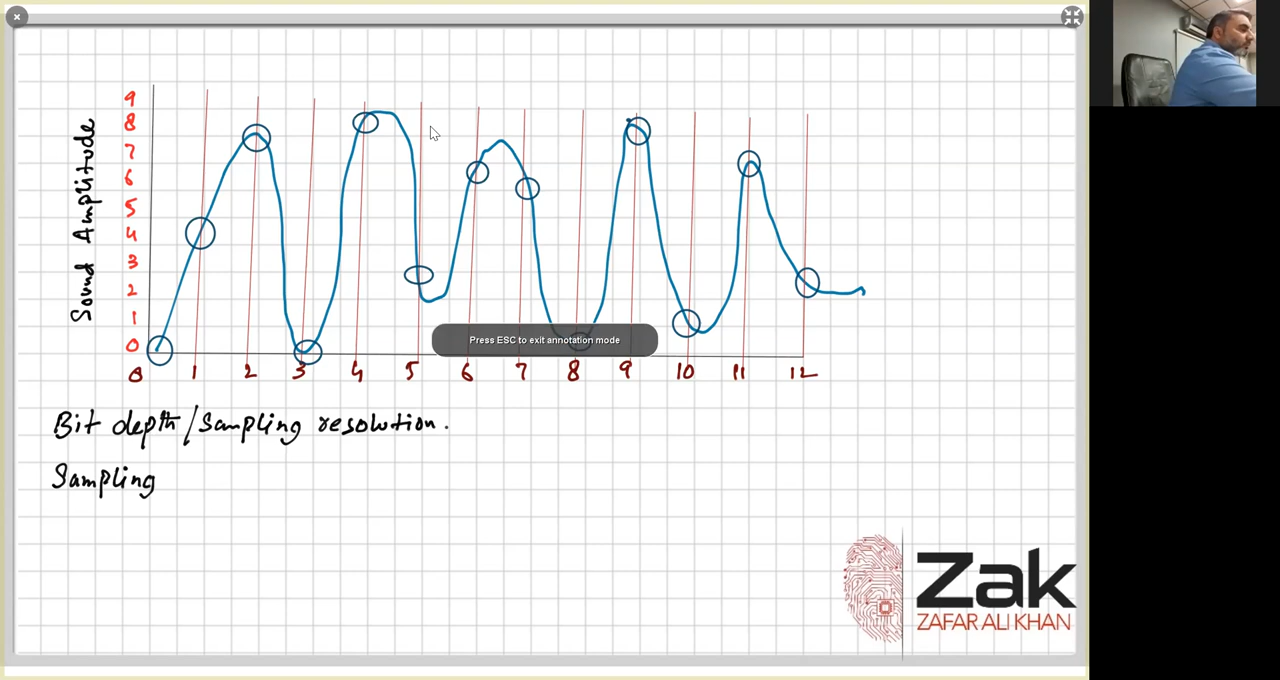 Sound Amplitude
9
8
7
6
5
4
3
2
1
0
0 1 2 3 4 5 6 7 8 9 10 11 12
Press ESC to exit annotation mode
Bit depth/Sampling resolution.
Sampling
Zak
ZAFAR ALI KHAN